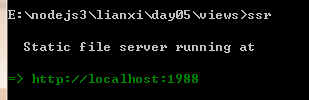 E:\nodejs3\lianxi\day05\views>ssr
Static file server running at
=> http://localhost:1988